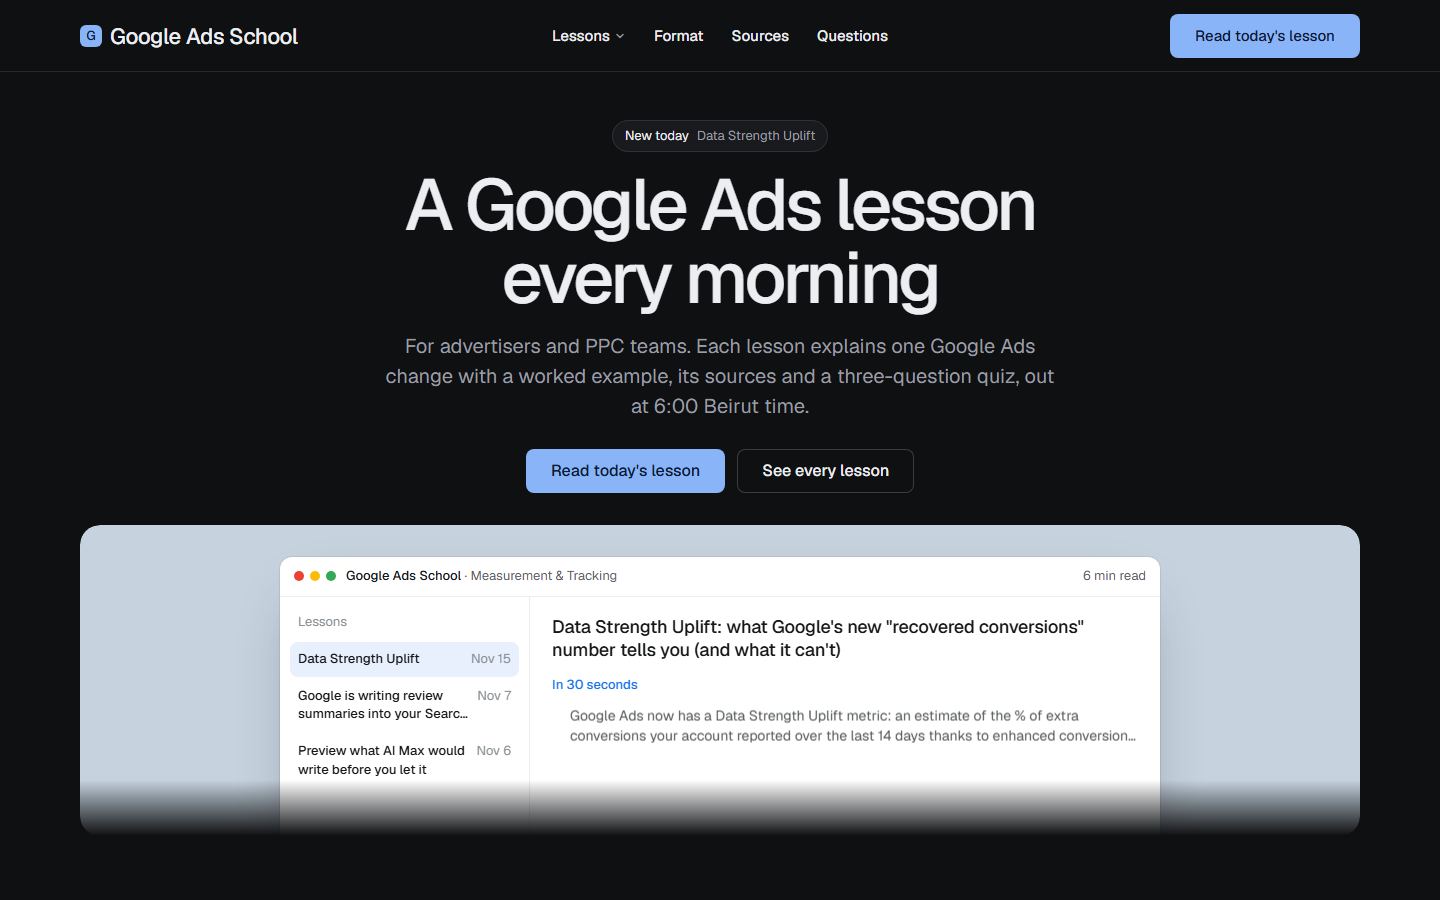 G Google Ads School
Lessons
Format
Sources
Questions
Read today's lesson
New today Data Strength Uplift
A Google Ads lesson
every morning
For advertisers and PPC teams. Each lesson explains one Google Ads
change with a worked example, its sources and a three-question quiz, out
at 6:00 Beirut time.
Read today's lesson
See every lesson
Google Ads School · Measurement & Tracking
6 min read
Lessons
Data Strength Uplift Nov 15
Google is writing review Nov 7
summaries into your Searc…
Preview what AI Max would Nov 6
write before you let it
Data Strength Uplift: what Google's new "recovered conversions"
number tells you (and what it can't)
In 30 seconds
Google Ads now has a Data Strength Uplift metric: an estimate of the % of extra
conversions your account reported over the last 14 days thanks to enhanced conversion…